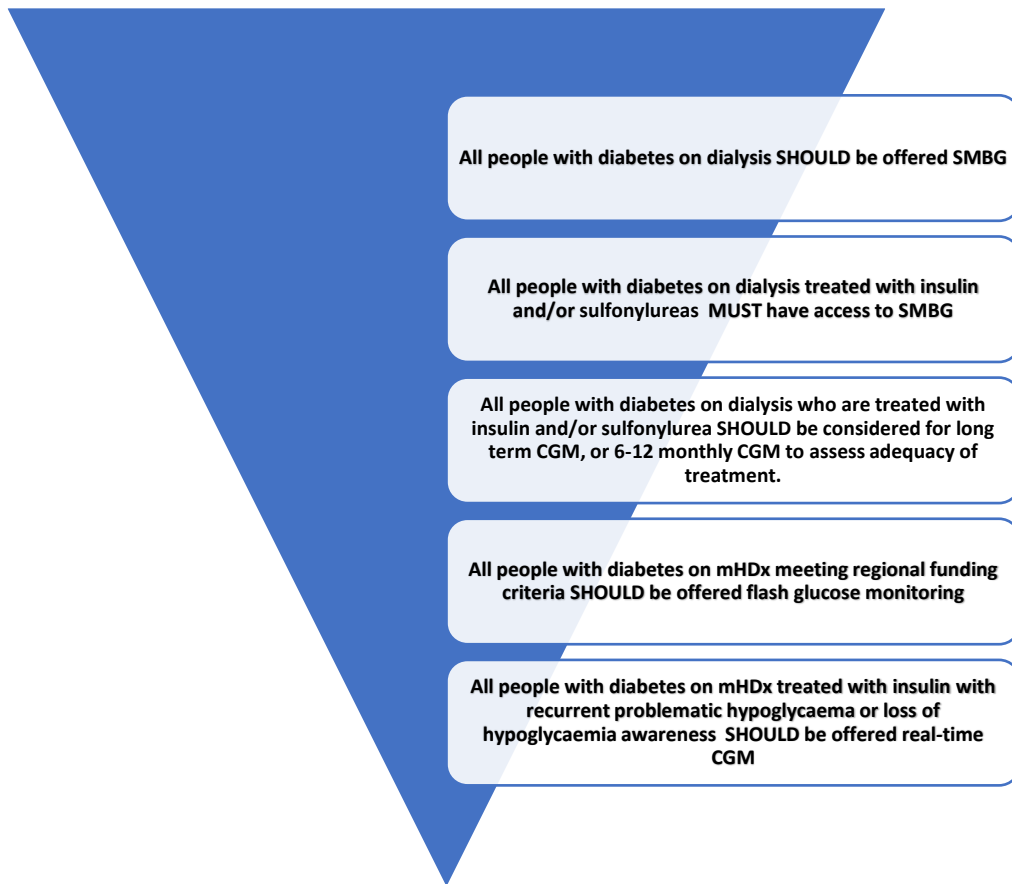 All people with diabetes on dialysis SHOULD be offered SMBG
All people with diabetes on dialysis treated with insulin
and/or sulfonylureas MUST have access to SMBG
All people with diabetes on dialysis who are treated with
insulin and/or sulfonylurea SHOULD be considered for long
term CGM, or 6-12 monthly CGM to assess adequacy of
treatment.
All people with diabetes on mHDx meeting regional funding
criteria SHOULD be offered flash glucose monitoring
All people with diabetes on mHDx treated with insulin with
recurrent problematic hypoglycaema or loss of
hypoglycaemia awareness SHOULD be offered real-time
CGM